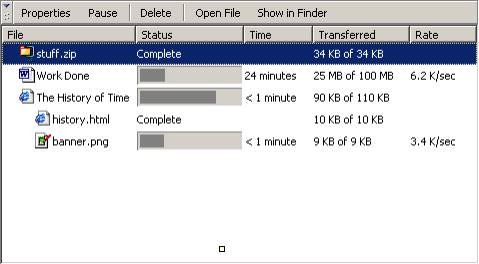 Properties Pause Delete Open File Show in Finder
File Status Time Transferred Rate
stuff.zip Complete 34 KB of 34 KB
Work Done 24 minutes 25 MB of 100 MB 6.2 K/sec
The History of Time < 1 minute 90 KB of 110 KB
history.html Complete 10 KB of 10 KB
banner.png < 1 minute 9 KB of 9 KB 3.4 K/sec